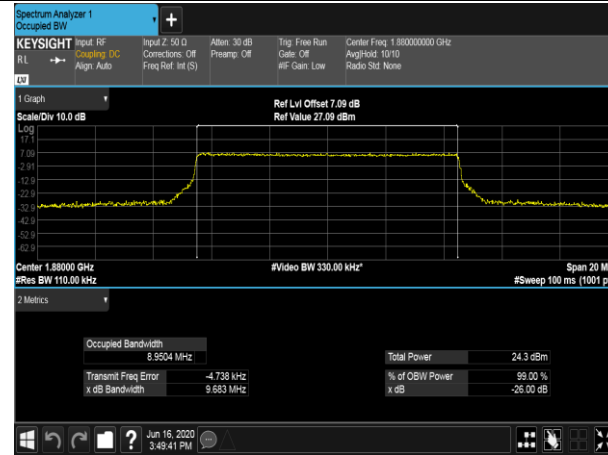 Spectrum Analyzer 1
Occupied BW
+
KEYSIGHT Input: RF Input Z: 50 Ω Atten: 30 dB Trig: Free Run Center Freq: 1.880000000 GHz
RL Coupling: DC Corrections: Off Preamp: Off Gate: Off Avg|Hold: 10/10
Align: Auto Freq Ref: Int (S) #IF Gain: Low Radio Std: None
LXI
1 Graph
Ref Lvl Offset 7.09 dB
Scale/Div 10.0 dB Ref Value 27.09 dBm
Log
17.1
7.09
-2.91
-12.9
-22.9
-32.9
-42.9
-52.9
-62.9
Center 1.88000 GHz #Video BW 330.00 kHz* Span 20 M
#Res BW 110.00 kHz #Sweep 100 ms (1001 p
2 Metrics
Occupied Bandwidth
8.9504 MHz Total Power 24.3 dBm
Transmit Freq Error -4.738 kHz % of OBW Power 99.00 %
x dB Bandwidth 9.683 MHz x dB -26.00 dB
? Jun 16, 2020
3:49:41 PM